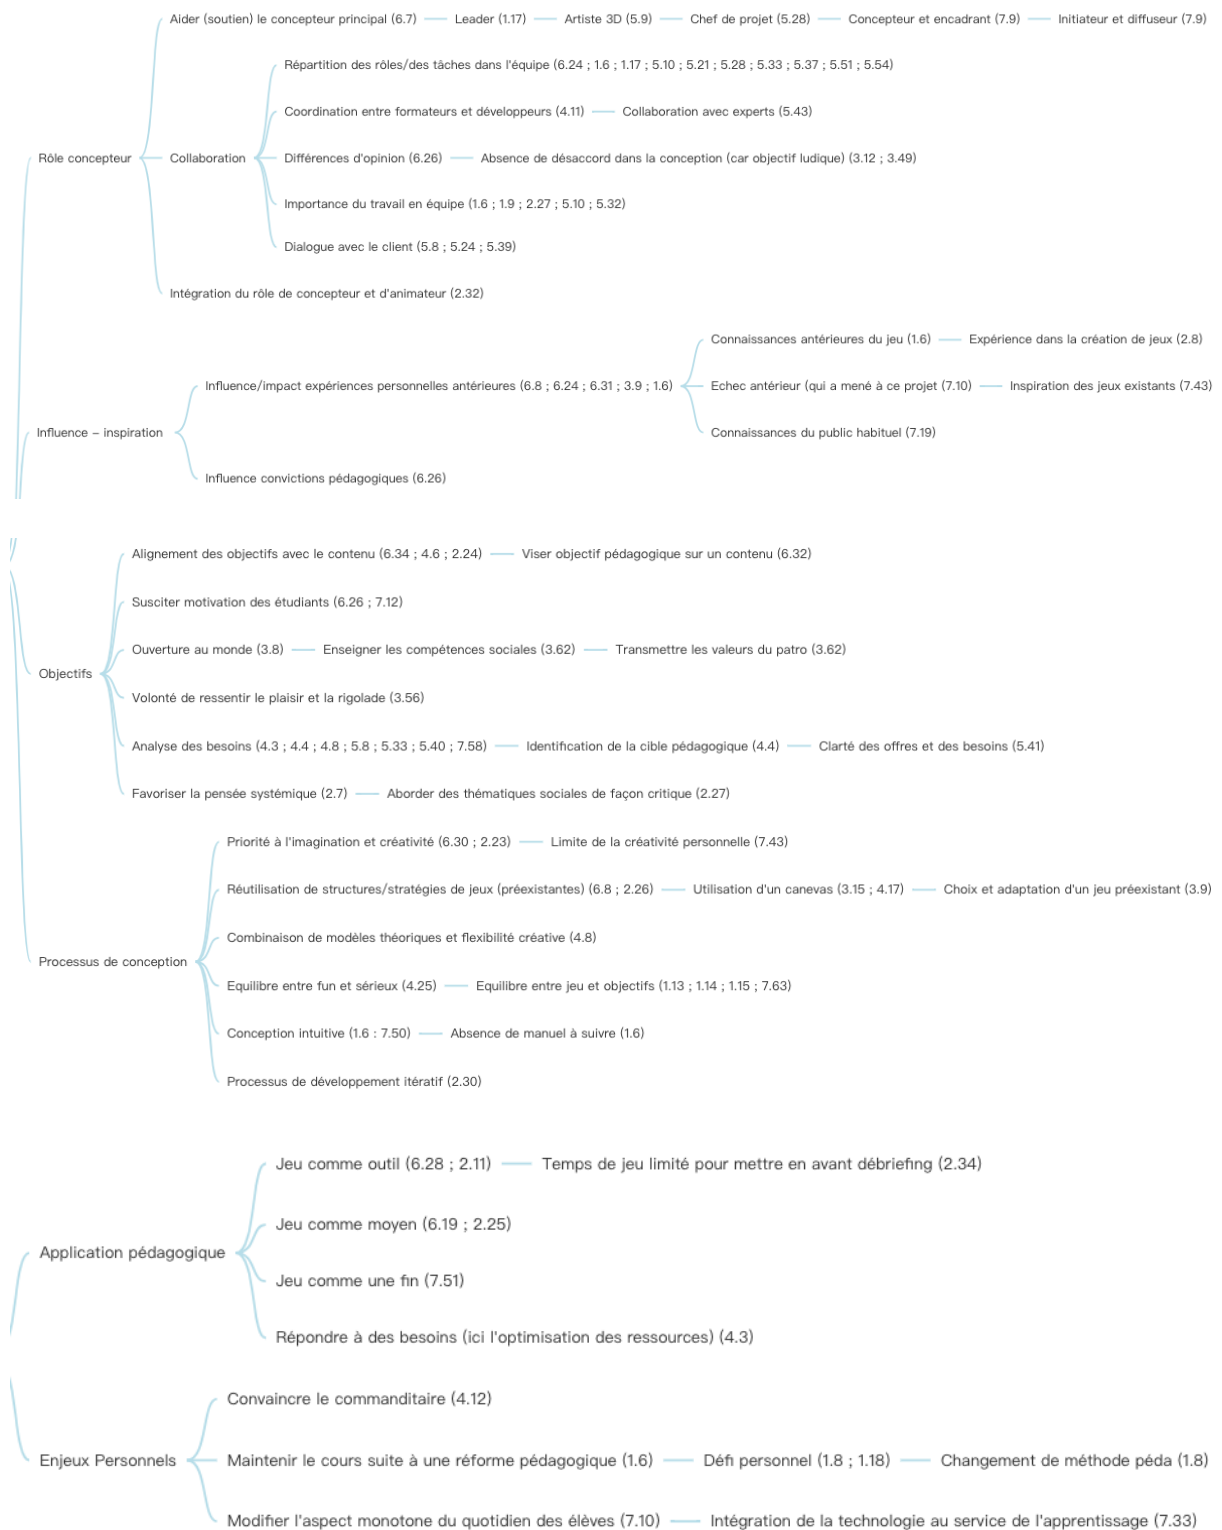 Aider (soutien) le concepteur principal (6.7) Leader (1.17) Artiste 3D (5.9) Chef de projet (5.28) Concepteur et encadrant (7.9) Initiateur et diffuseur (7.9)
Répartition des rôles/des tâches dans l'équipe (6.24 ; 1.6 ; 1.17 ; 5.10 ; 5.21 ; 5.28 ; 5.33 ; 5.37 ; 5.51 ; 5.54)
Coordination entre formateurs et développeurs (4.11) Collaboration avec experts (5.43)
Rôle concepteur Collaboration Différences d'opinion (6.26) Absence de désaccord dans la conception (car objectif ludique) (3.12 ; 3.49)
Importance du travail en équipe (1.6 ; 1.9 ; 2.27 ; 5.10 ; 5.32)
Dialogue avec le client (5.8 ; 5.24 ; 5.39)
Intégration du rôle de concepteur et d'animateur (2.32)
Connaissances antérieures du jeu (1.6) Expérience dans la création de jeux (2.8)
Influence/impact expériences personnelles antérieures (6.8 ; 6.24 ; 6.31 ; 3.9 ; 1.6) Echec antérieur (qui a mené à ce projet (7.10) Inspiration des jeux existants (7.43)
Influence – inspiration Connaissances du public habituel (7.19)
Influence convictions pédagogiques (6.26)
Alignement des objectifs avec le contenu (6.34 ; 4.6 ; 2.24) Viser objectif pédagogique sur un contenu (6.32)
Susciter motivation des étudiants (6.26 ; 7.12)
Ouverture au monde (3.8) Enseigner les compétences sociales (3.62) Transmettre les valeurs du patro (3.62)
Objectifs
Volonté de ressentir le plaisir et la rigolade (3.56)
Analyse des besoins (4.3 ; 4.4 ; 4.8 ; 5.8 ; 5.33 ; 5.40 ; 7.58) Identification de la cible pédagogique (4.4) Clarté des offres et des besoins (5.41)
Favoriser la pensée systémique (2.7) Aborder des thématiques sociales de façon critique (2.27)
Priorité à l'imagination et créativité (6.30 ; 2.23) Limite de la créativité personnelle (7.43)
Réutilisation de structures/stratégies de jeux (préexistantes) (6.8 ; 2.26) Utilisation d'un canevas (3.15 ; 4.17) Choix et adaptation d'un jeu préexistant (3.9)
Combinaison de modèles théoriques et flexibilité créative (4.8)
Processus de conception
Equilibre entre fun et sérieux (4.25) Equilibre entre jeu et objectifs (1.13 ; 1.14 ; 1.15 ; 7.63)
Conception intuitive (1.6 : 7.50) Absence de manuel à suivre (1.6)
Processus de développement itératif (2.30)
Jeu comme outil (6.28 ; 2.11) Temps de jeu limité pour mettre en avant débriefing (2.34)
Jeu comme moyen (6.19 ; 2.25)
Application pédagogique
Jeu comme une fin (7.51)
Répondre à des besoins (ici l'optimisation des ressources) (4.3)
Convaincre le commanditaire (4.12)
Enjeux Personnels Maintenir le cours suite à une réforme pédagogique (1.6) Défi personnel (1.8 ; 1.18) Changement de méthode péda (1.8)
Modifier l'aspect monotone du quotidien des élèves (7.10) Intégration de la technologie au service de l'apprentissage (7.33)